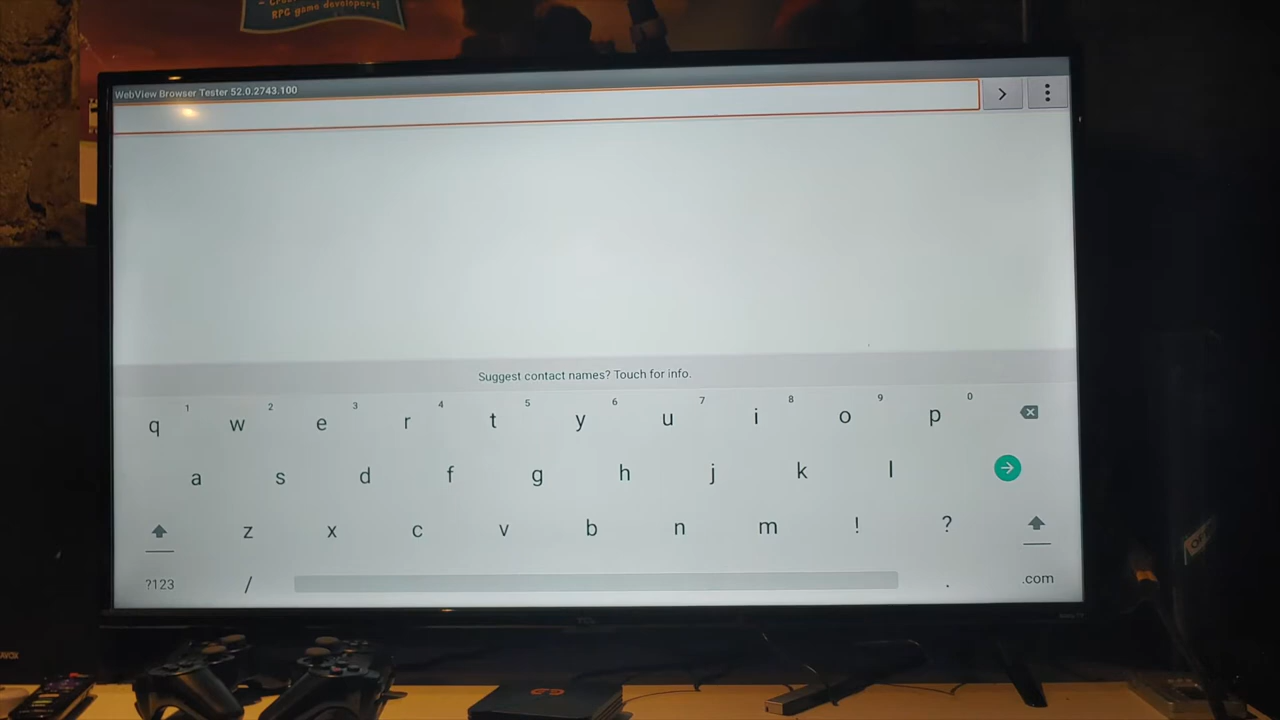 RPG game developers!
WebView Browser Tester 52.0.2743.100
Suggest contact names? Touch for info.
1 2 3 4 5 6 7 8 9 0
q w e r t y u i o p
a s d f g h j k l
z x c v b n m ! ?
?123 / . .com
TCL